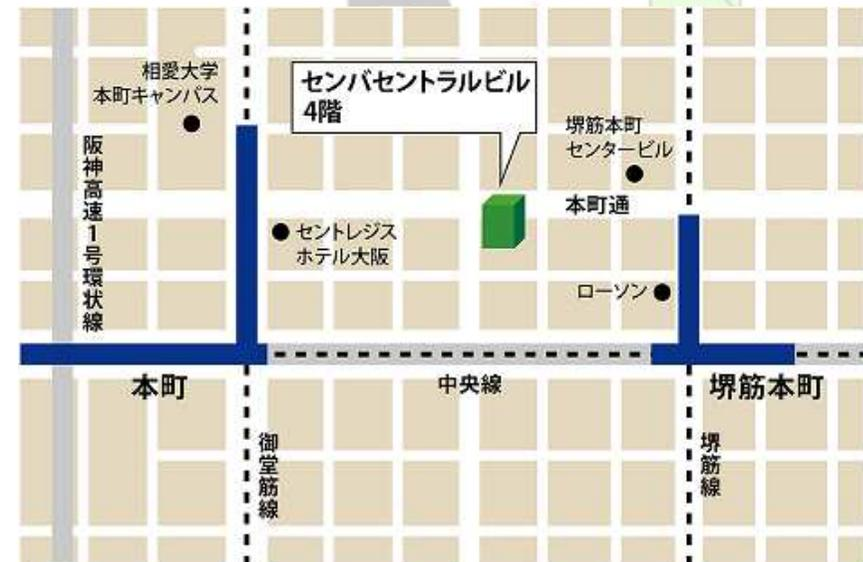 相愛大学
本町キャンパス
センバセントラルビル
4階
堺筋本町
センタービル
阪神高速1号環状線
本町通
セントレジス
ホテル大阪
ローソン
本町
中央線
堺筋本町
御堂筋線
堺筋線